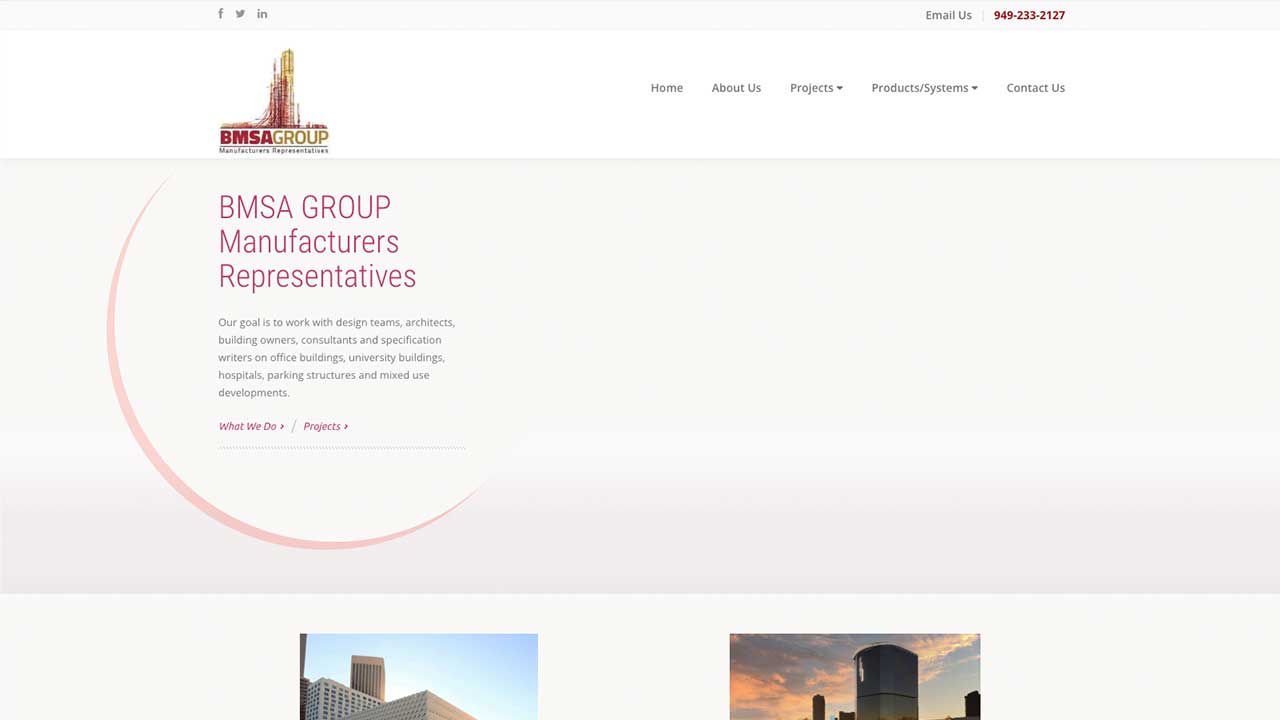 Email Us
949-233-2127
BMSAGROUP
Manufacturers Representatives
Home
About Us
Projects
Products/Systems
Contact Us
BMSA GROUP
Manufacturers
Representatives
Our goal is to work with design teams, architects,
building owners, consultants and specification
writers on office buildings, university buildings,
hospitals, parking structures and mixed use
developments.
What We Do › / Projects ›